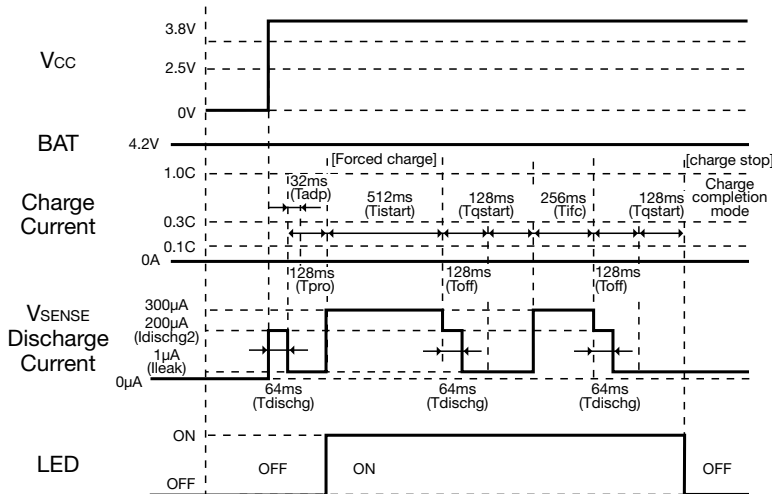 VCC
3.8V
2.5V
0V
BAT
4.2V
[Forced charge]
[charge stop]
Charge
Current
1.0C
0.3C
0.1C
0A
32ms
(Tadp)
512ms
(Tistart)
128ms
(Tqstart)
256ms
(Tifc)
128ms
(Tqstart)
Charge
completion
mode
128ms
(Tpro)
128ms
(Toff)
128ms
(Toff)
VSENSE
Discharge
Current
300µA
200µA
(Idischg2)
1µA
(Ileak)
0µA
64ms
(Tdischg)
64ms
(Tdischg)
64ms
(Tdischg)
LED
ON
OFF
OFF
ON
OFF